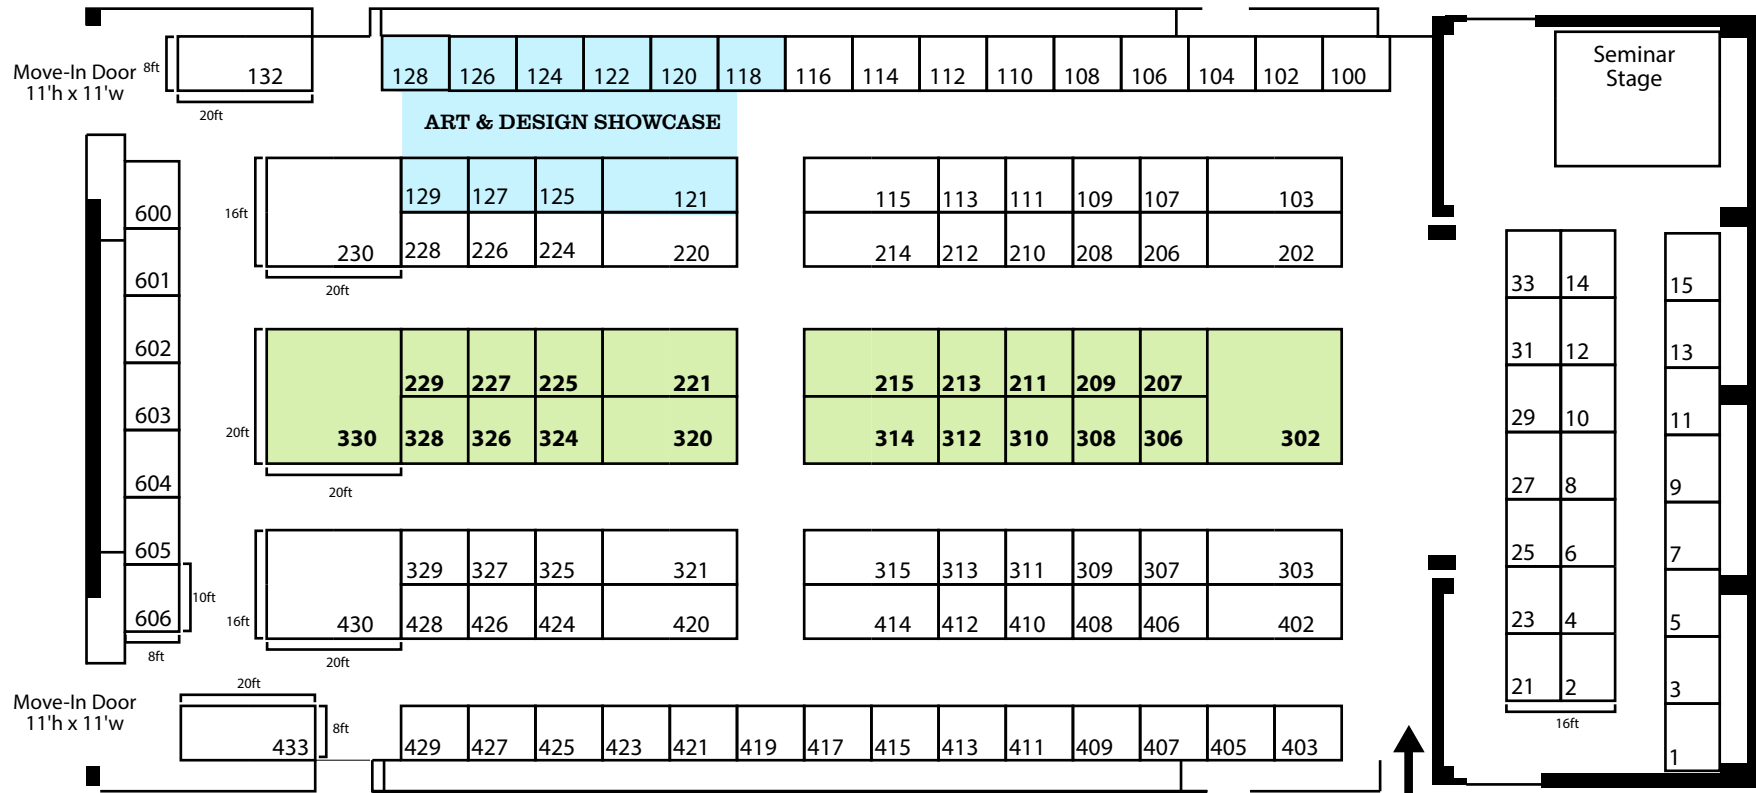 Move-In Door
11'h x 11'w
8ft
132
20ft
128 126 124 122 120 118 116 114 112 110 108 106 104 102 100
Seminar
Stage
ART & DESIGN SHOWCASE
16ft
129 127 125 121 115 113 111 109 107 103
230 228 226 224 220 214 212 210 208 206 202
20ft
600
601
602
603
604
605
606
10ft
8ft
20ft
229 227 225 221 215 213 211 209 207
330 328 326 324 320 314 312 310 308 306 302
20ft
16ft
329 327 325 321 315 313 311 309 307 303
430 428 426 424 420 414 412 410 408 406 402
20ft
33 14 15
31 12 13
29 10 11
27 8 9
25 6 7
23 4 5
21 2 3
16ft
1
Move-In Door
11'h x 11'w
20ft
8ft
433 429 427 425 423 421 419 417 415 413 411 409 407 405 403